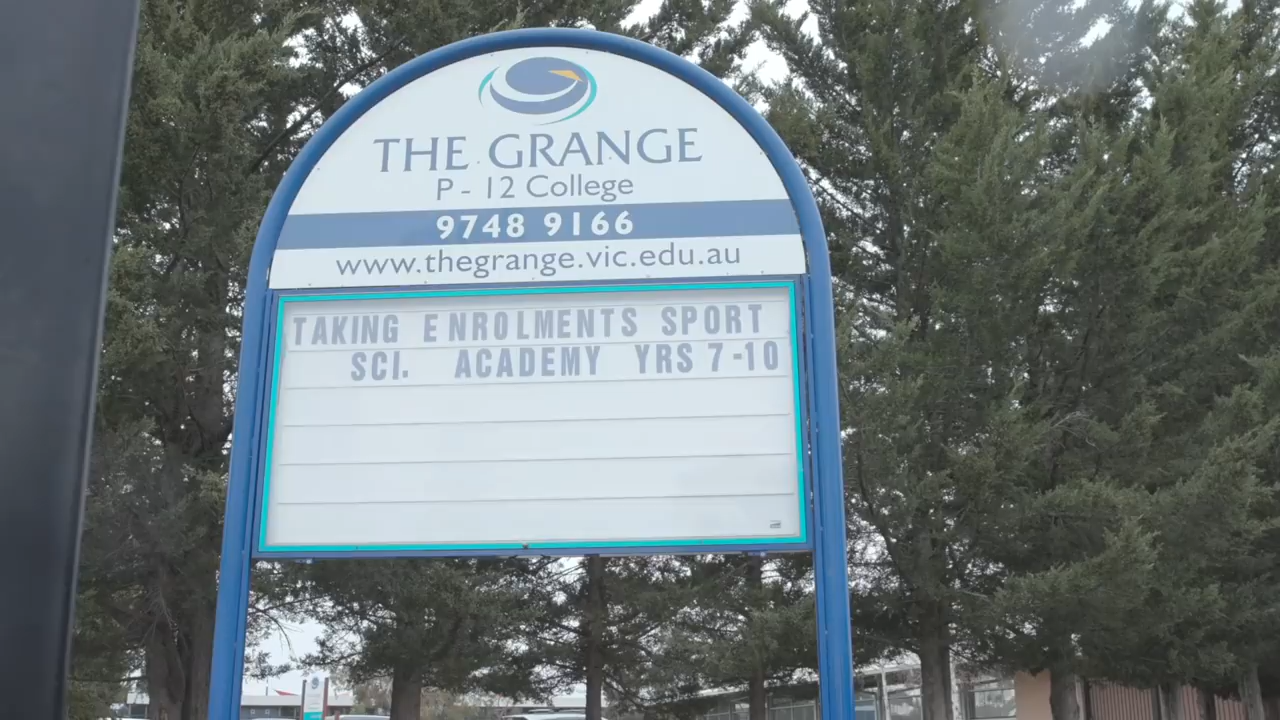 THE GRANGE
P - 12 College
9748 9166
www.thegrange.vic.edu.au
TAKING ENROLMENTS SPORT
SCI. ACADEMY YRS 7-10